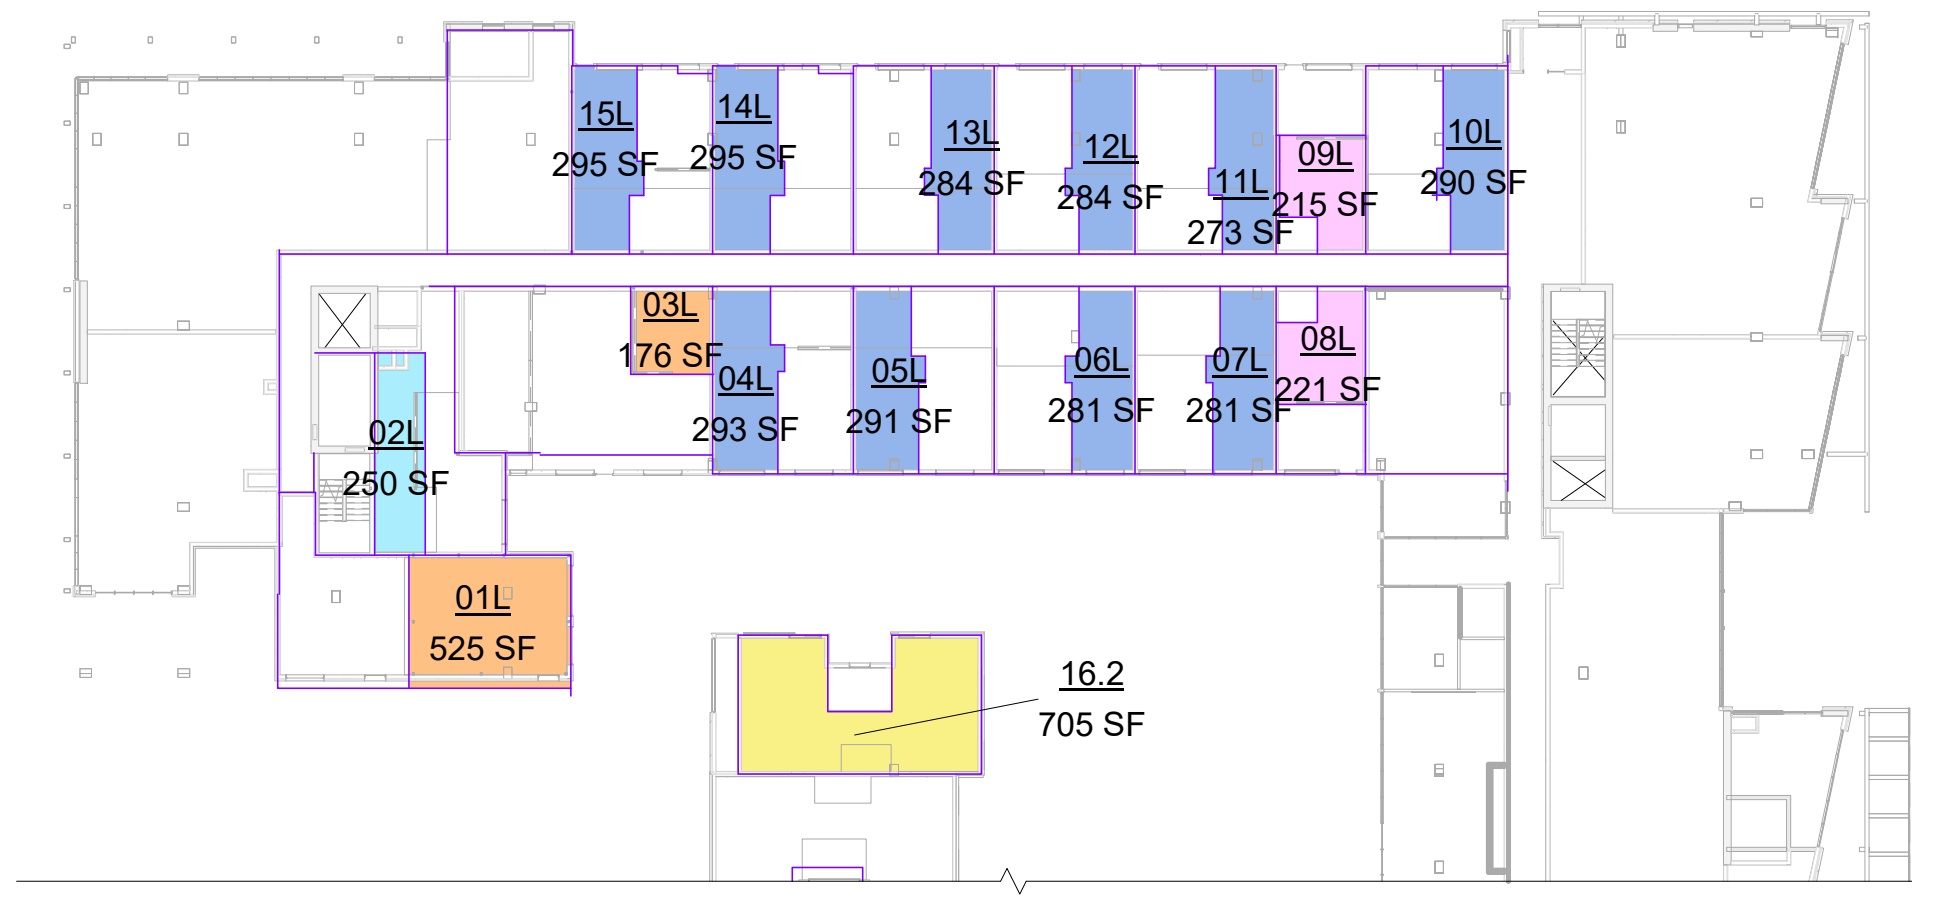 15L
295 SF
14L
295 SF
13L
284 SF
12L
284 SF
11L
273 SF
09L
215 SF
10L
290 SF
03L
176 SF
04L
293 SF
05L
291 SF
06L
281 SF
07L
281 SF
08L
221 SF
02L
250 SF
01L
525 SF
16.2
705 SF